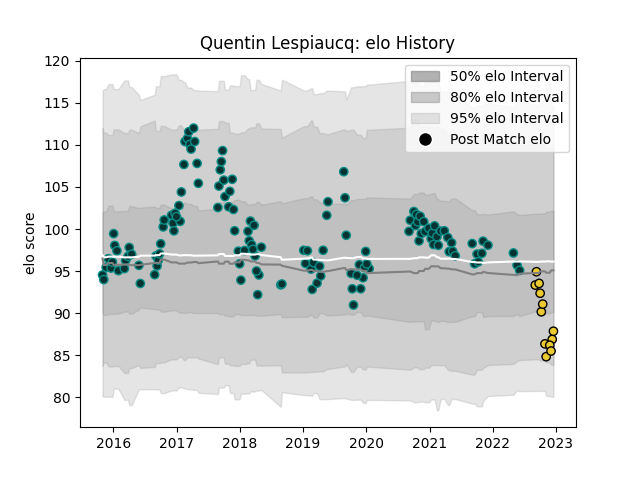 Quentin Lespiaucq: elo History
120
115
110
105
100
95
90
85
80
elo score
50% elo Interval
80% elo Interval
95% elo Interval
Post Match elo
2016 2017 2018 2019 2020 2021 2022 2023